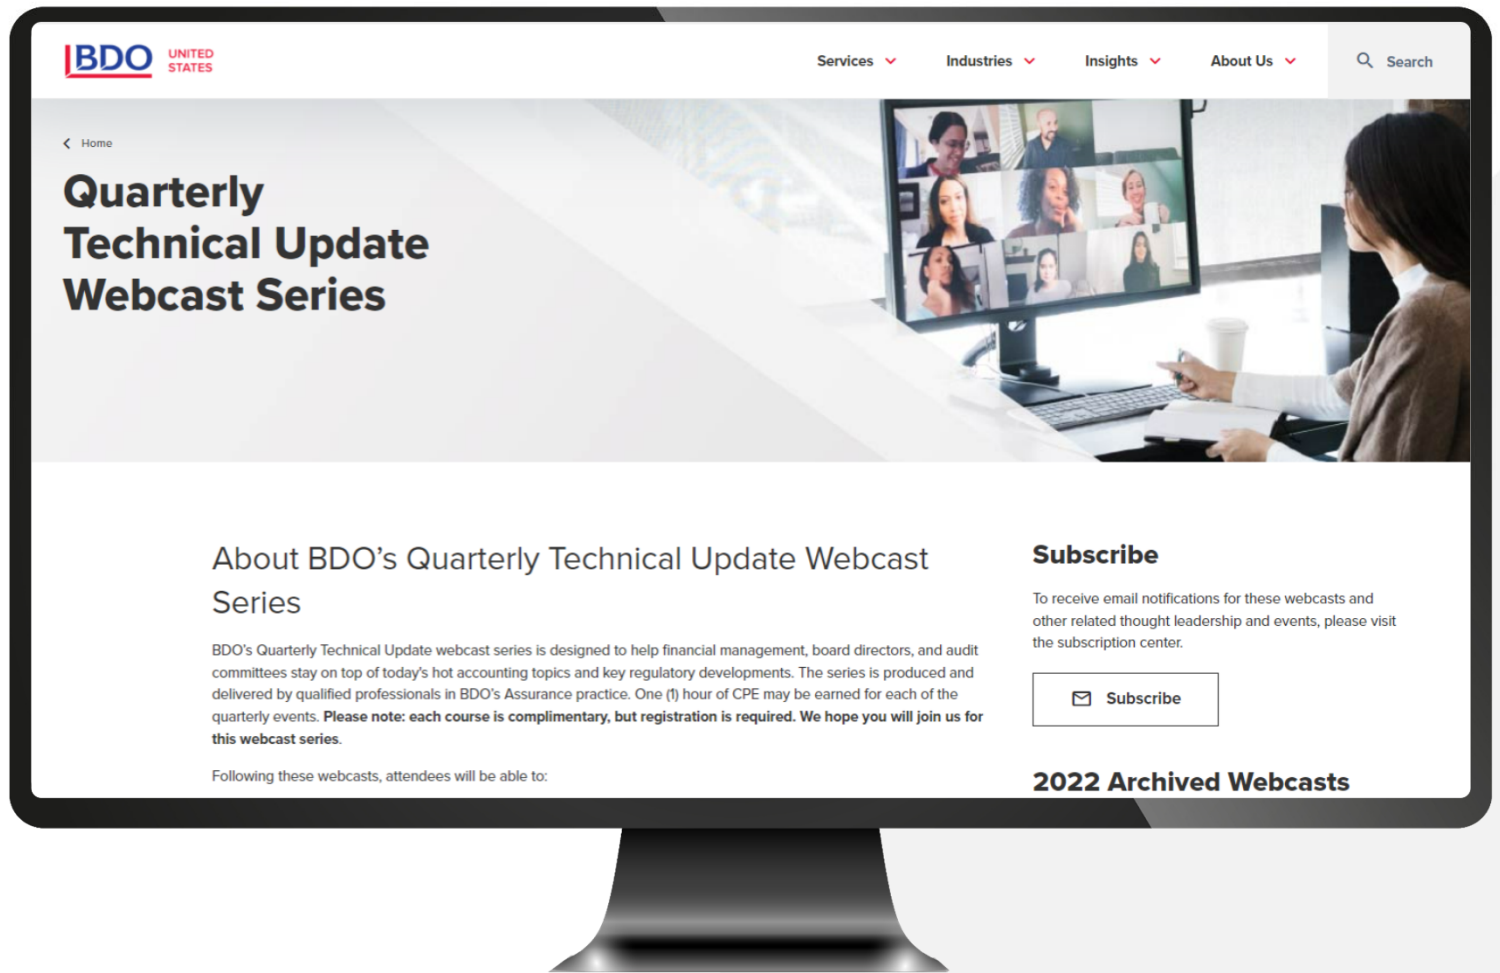 BDO UNITED
STATES
Services Industries Insights About Us Search
Home
Quarterly
Technical Update
Webcast Series
About BDO’s Quarterly Technical Update Webcast
Series
BDO’s Quarterly Technical Update webcast series is designed to help financial management, board directors, and audit
committees stay on top of today's hot accounting topics and key regulatory developments. The series is produced and
delivered by qualified professionals in BDO’s Assurance practice. One (1) hour of CPE may be earned for each of the
quarterly events. Please note: each course is complimentary, but registration is required. We hope you will join us for
this webcast series.
Following these webcasts, attendees will be able to:
Subscribe
To receive email notifications for these webcasts and
other related thought leadership and events, please visit
the subscription center.
Subscribe
2022 Archived Webcasts